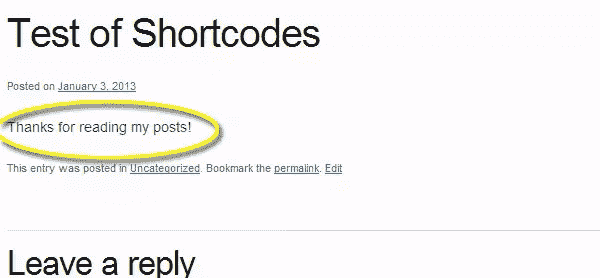 Test of Shortcodes
Posted on January 3, 2013
Thanks for reading my posts!
This entry was posted in Uncategorized. Bookmark the permalink. Edit
Leave a reply